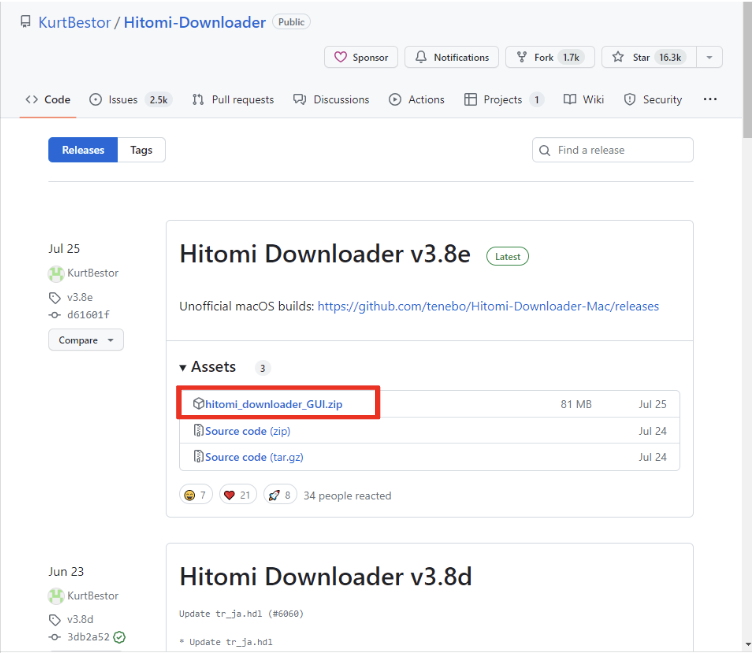 KurtBestor / Hitomi-Downloader Public
Sponsor Notifications Fork 1.7k Star 16.3k
Code Issues 2.5k Pull requests Discussions Actions Projects 1 Wiki Security ...
Releases Tags Find a release
Jul 25
KurtBestor
v3.8e
d61601f
Compare
Hitomi Downloader v3.8e Latest
Unofficial macOS builds: https://github.com/tenebo/Hitomi-Downloader-Mac/releases
Assets 3
hitomi_downloader_GUI.zip 81 MB Jul 25
Source code (zip) Jul 24
Source code (tar.gz) Jul 24
7 21 8 34 people reacted
Jun 23
KurtBestor
v3.8d
3db2a52
Hitomi Downloader v3.8d
Update tr_ja.hdl (#6060)
* Update tr_ja.hdl